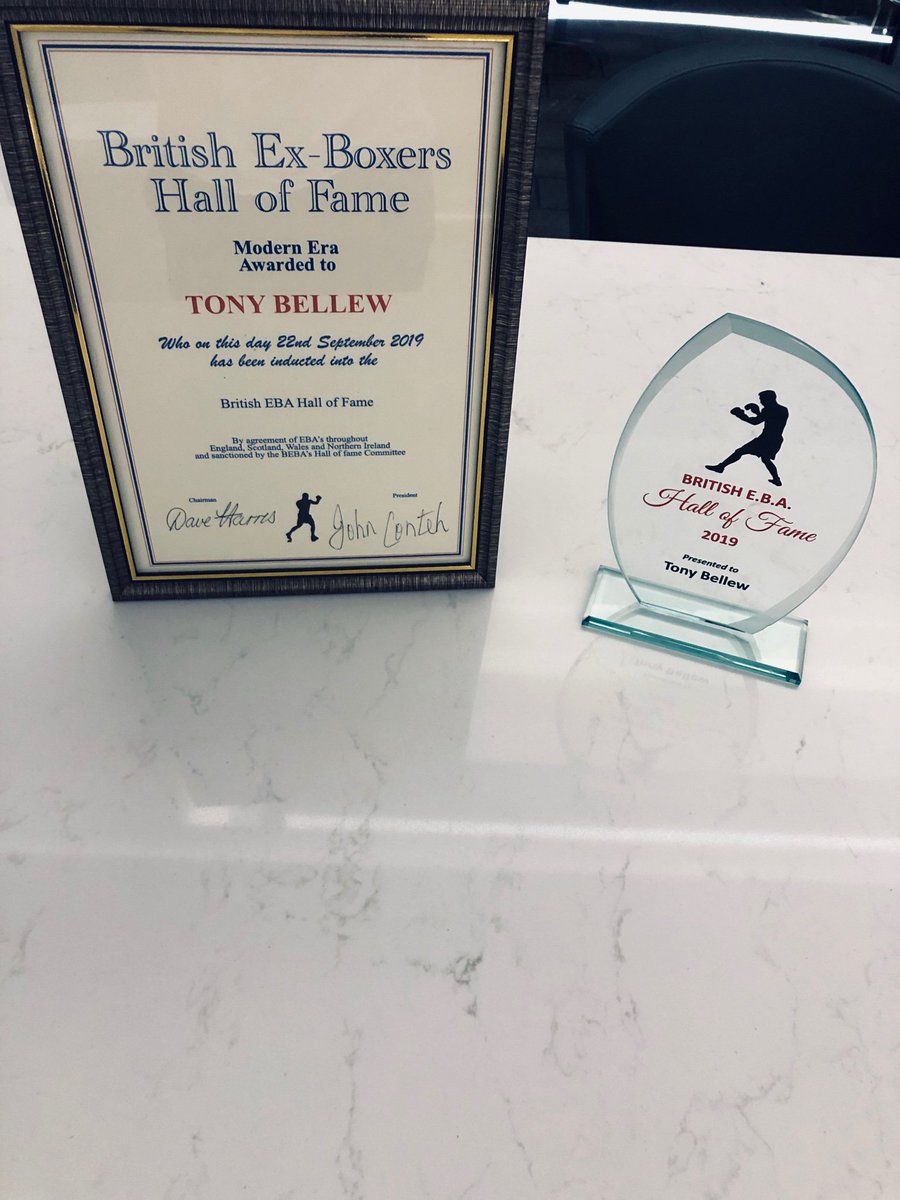 British Ex-Boxers
Hall of Fame
Modern Era
Awarded to
TONY BELLEW
Who on this day 22nd September 2019
has been inducted into the
British EBA Hall of Fame
By agreement of EBA's throughout
England, Scotland, Wales and Northern Ireland
and sanctioned by the BEBA's Hall of fame Committee
Chairman
President
Dave Harris
John Conteh
BRITISH E.B.A.
Hall of Fame
2019
Presented to
Tony Bellew